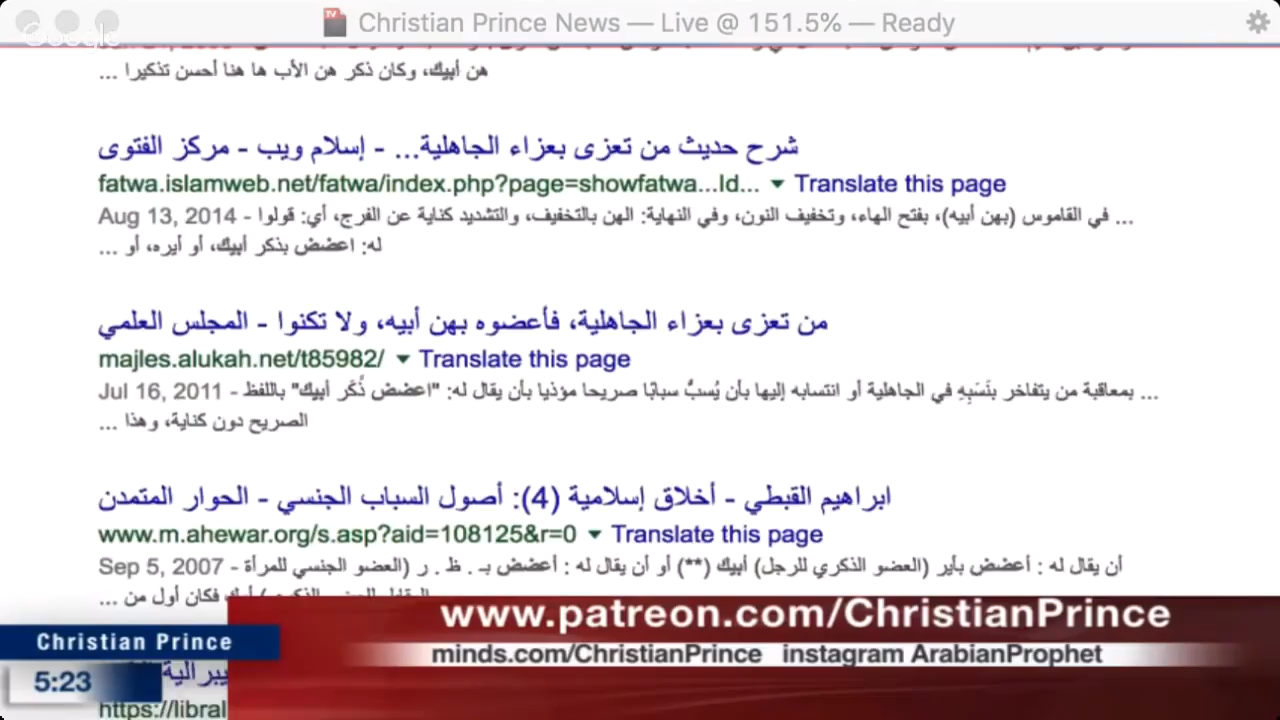 Christian Prince News — Live @ 151.5% — Ready
Google
هن أبيك، وكان ذكر هن الأب ها هنا أحسن تذكيرا ...
شرح حديث من تعزى بعزاء الجاهلية... - إسلام ويب - مركز الفتوى
fatwa.islamweb.net/fatwa/index.php?page=showfatwa...Id... ▼ Translate this page
Aug 13, 2014 - في القاموس (بهن أبيه)، بفتح الهاء، وتخفيف النون، وفي النهاية: الهن بالتخفيف، والتشديد كناية عن الفرج، أي: قولوا ...
له: اعضض بذكر أبيك، أو أيره، أو ...
من تعزى بعزاء الجاهلية، فأعضوه بهن أبيه، ولا تكنوا - المجلس العلمي
majles.alukah.net/t85982/ ▼ Translate this page
Jul 16, 2011 - بمعاقبة من يتفاخر بنَسَبِهِ في الجاهلية أو انتسابه إليها بأن يُسبَّ سبابًا صريحا مؤذيا بأن يقال له: "اعضض ذَكَر أبيك" باللفظ ...
الصريح دون كناية، وهذا ...
ابراهيم القبطي - أخلاق إسلامية (4): أصول السباب الجنسي - الحوار المتمدن
www.m.ahewar.org/s.asp?aid=108125&r=0 ▼ Translate this page
Sep 5, 2007 - أن يقال له : أعضض بأير (العضو الذكري للرجل) أبيك (**) أو أن يقال له : أعضض بـ . ظ . ر (العضو الجنسي للمرأة
www.patreon.com/ChristianPrince
Christian Prince
minds.com/ChristianPrince instagram ArabianProphet
5:23
يبرالية
https://libral